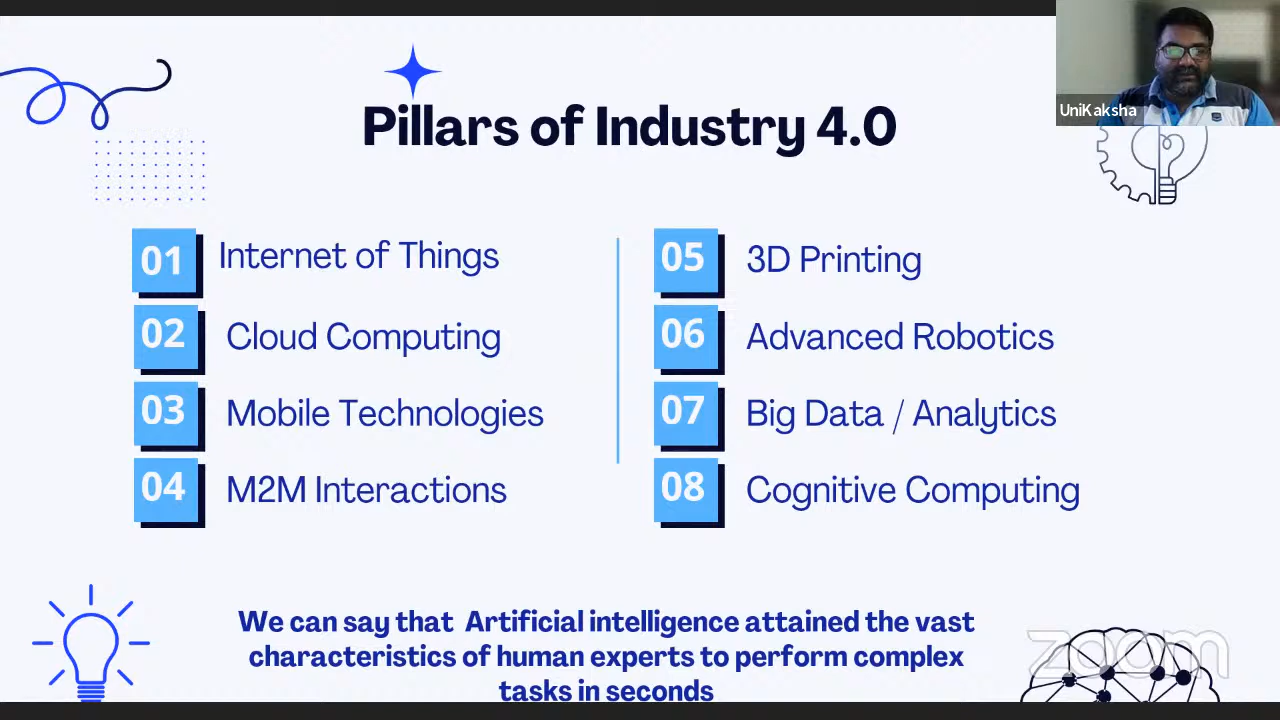 UniKaksha
Pillars of Industry 4.0
01 Internet of Things
02 Cloud Computing
03 Mobile Technologies
04 M2M Interactions
05 3D Printing
06 Advanced Robotics
07 Big Data / Analytics
08 Cognitive Computing
We can say that Artificial intelligence attained the vast
characteristics of human experts to perform complex
tasks in seconds
zoom